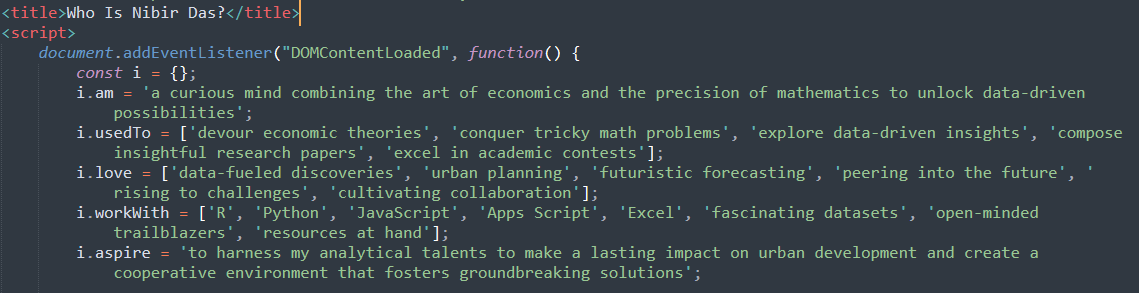 <title>Who Is Nibir Das?</title>
<script>
document.addEventListener("DOMContentLoaded", function() {
const i = {};
i.am = 'a curious mind combining the art of economics and the precision of mathematics to unlock data-driven
possibilities';
i.usedTo = ['devour economic theories', 'conquer tricky math problems', 'explore data-driven insights', 'compose
insightful research papers', 'excel in academic contests'];
i.love = ['data-fueled discoveries', 'urban planning', 'futuristic forecasting', 'peering into the future', '
rising to challenges', 'cultivating collaboration'];
i.workWith = ['R', 'Python', 'JavaScript', 'Apps Script', 'Excel', 'fascinating datasets', 'open-minded
trailblazers', 'resources at hand'];
i.aspire = 'to harness my analytical talents to make a lasting impact on urban development and create a
cooperative environment that fosters groundbreaking solutions';